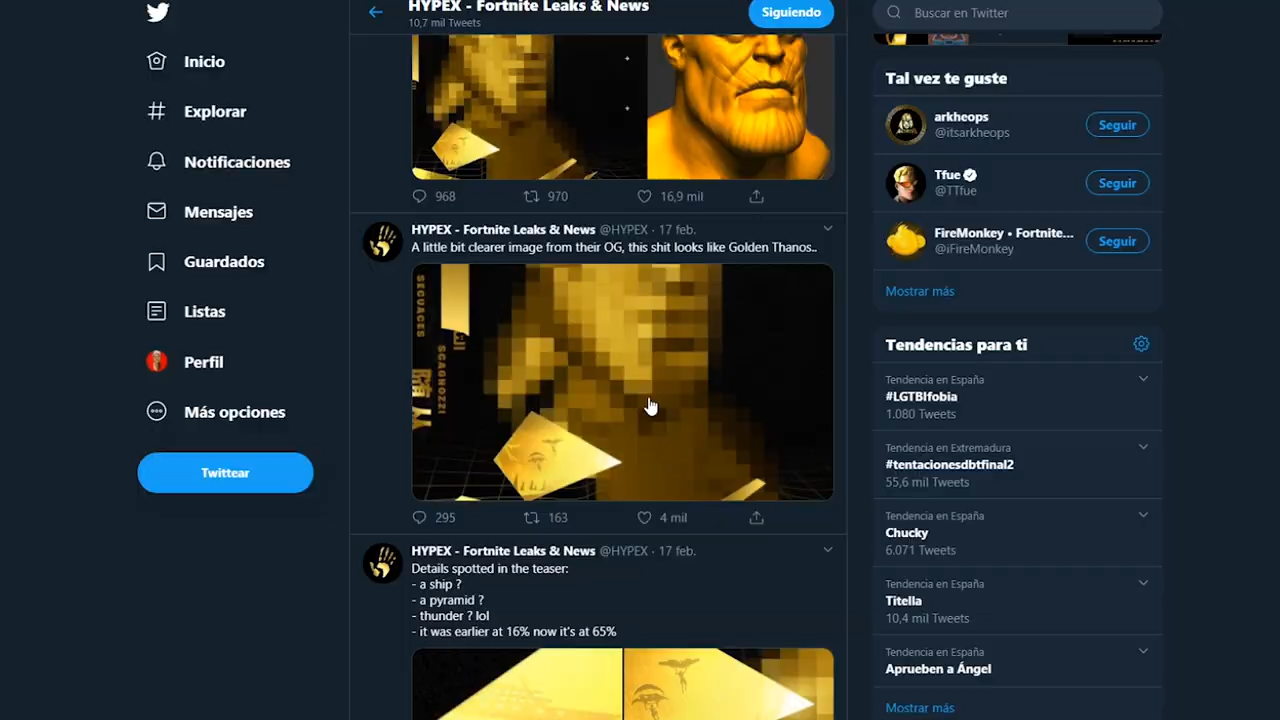 Inicio
Explorar
Notificaciones
Mensajes
Guardados
Listas
Perfil
Más opciones
Twittear
HYPEX - Fortnite Leaks & News
10,7 mil Tweets
Siguiendo
968
970
16,9 mil
HYPEX - Fortnite Leaks & News @HYPEX · 17 feb.
A little bit clearer image from their OG, this shit looks like Golden Thanos..
SECUACES
SCAGNOZZI
295
163
4 mil
HYPEX - Fortnite Leaks & News @HYPEX · 17 feb.
Details spotted in the teaser:
- a ship ?
- a pyramid ?
- thunder ? lol
- it was earlier at 16% now it's at 65%
Buscar en Twitter
Tal vez te guste
arkheops
@itsarkheops
Seguir
Tfue
@TTfue
Seguir
FireMonkey • Fortnite...
@iFireMonkey
Seguir
Mostrar más
Tendencias para ti
Tendencia en España
#LGTBIfobia
1.080 Tweets
Tendencia en Extremadura
#tentacionesdbtfinal2
55,6 mil Tweets
Tendencia en España
Chucky
6.071 Tweets
Tendencia en España
Titella
10,4 mil Tweets
Tendencia en España
Aprueben a Ángel
Mostrar más